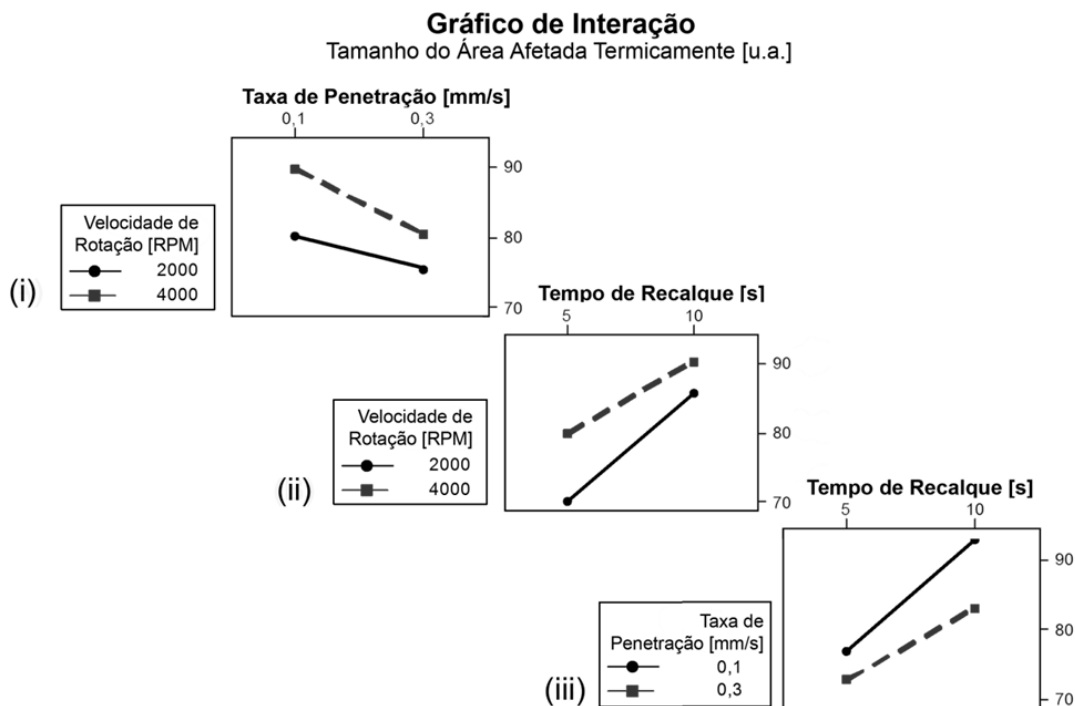 Gráfico de Interação
Tamanho do Área Afetada Termicamente [u.a.]
Taxa de Penetração [mm/s]
0,1 0,3
90
80
70
(i)
Velocidade de
Rotação [RPM]
2000
4000
Tempo de Recalque [s]
5 10
90
80
70
(ii)
Velocidade de
Rotação [RPM]
2000
4000
Tempo de Recalque [s]
5 10
90
80
70
(iii)
Taxa de
Penetração [mm/s]
0,1
0,3